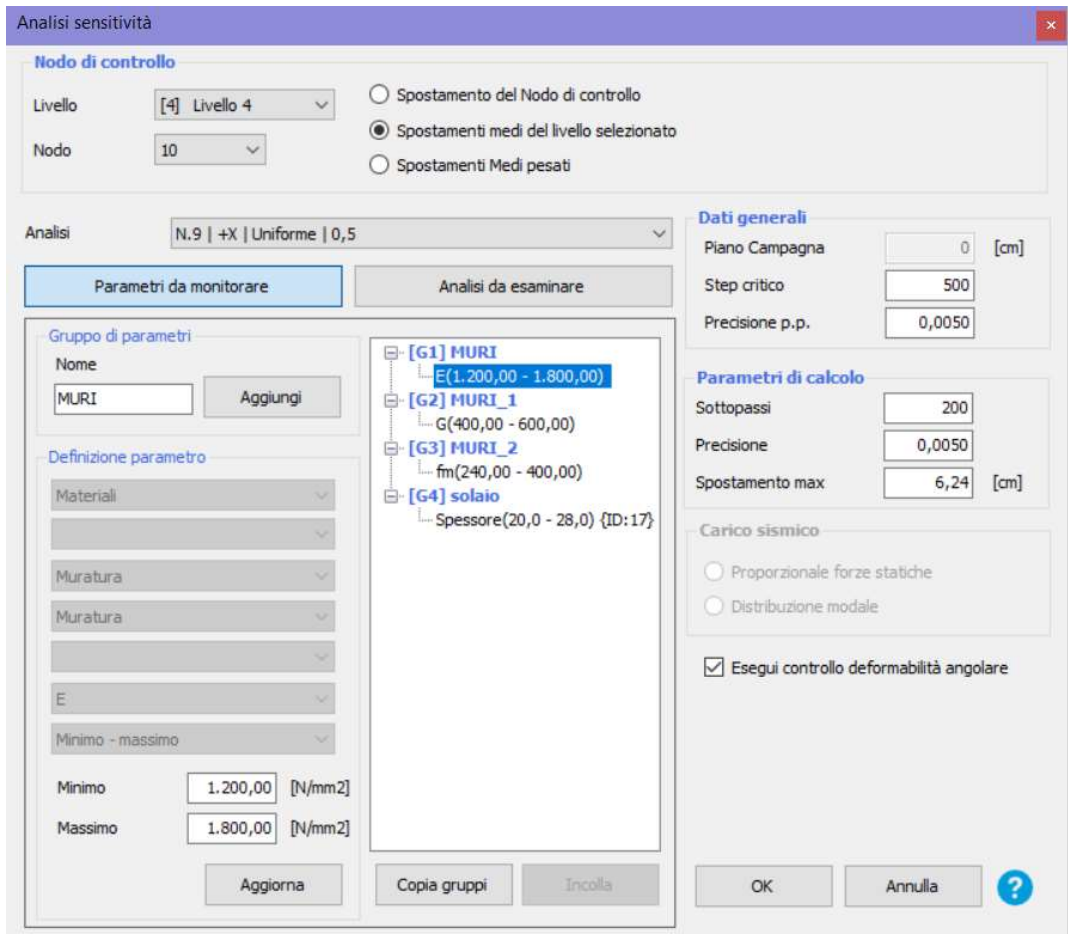 Analisi sensitività
Nodo di controllo
Livello
[4] Livello 4
Nodo
10
Spostamento del Nodo di controllo
Spostamenti medi del livello selezionato
Spostamenti Medi pesati
Analisi
N.9 | +X | Uniforme | 0,5
Parametri da monitorare
Analisi da esaminare
Gruppo di parametri
Nome
MURI
Aggiungi
Definizione parametro
Materiali
Muratura
Muratura
E
Minimo - massimo
Minimo 1.200,00 [N/mm2]
Massimo 1.800,00 [N/mm2]
Aggiorna
[G1] MURI
E(1.200,00 - 1.800,00)
[G2] MURI_1
G(400,00 - 600,00)
[G3] MURI_2
fm(240,00 - 400,00)
[G4] solaio
Spessore(20,0 - 28,0) {ID:17}
Copia gruppi
Incolla
Dati generali
Piano Campagna 0 [cm]
Step critico 500
Precisione p.p. 0,0050
Parametri di calcolo
Sottopassi 200
Precisione 0,0050
Spostamento max 6,24 [cm]
Carico sismico
Proporzionale forze statiche
Distribuzione modale
Esegui controllo deformabilità angolare
OK
Annulla
?